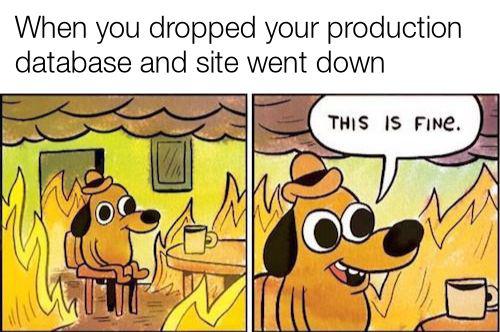 When you dropped your production
database and site went down
THIS IS FINE.